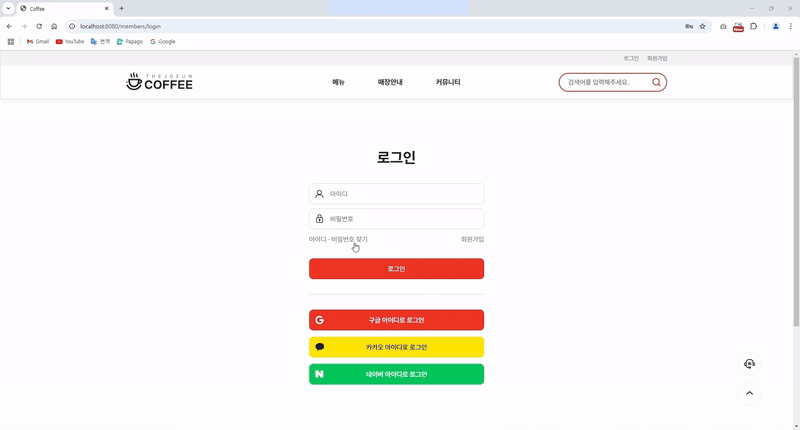 Coffee
localhost:8080/members/login
New
Gmail
YouTube
번역
Papago
Google
로그인
회원가입
THEJOEUN
COFFEE
메뉴
매장안내
커뮤니티
검색어를 입력해주세요.
로그인
아이디
비밀번호
아이디 · 비밀번호 찾기
회원가입
로그인
구글 아이디로 로그인
카카오 아이디로 로그인
네이버 아이디로 로그인